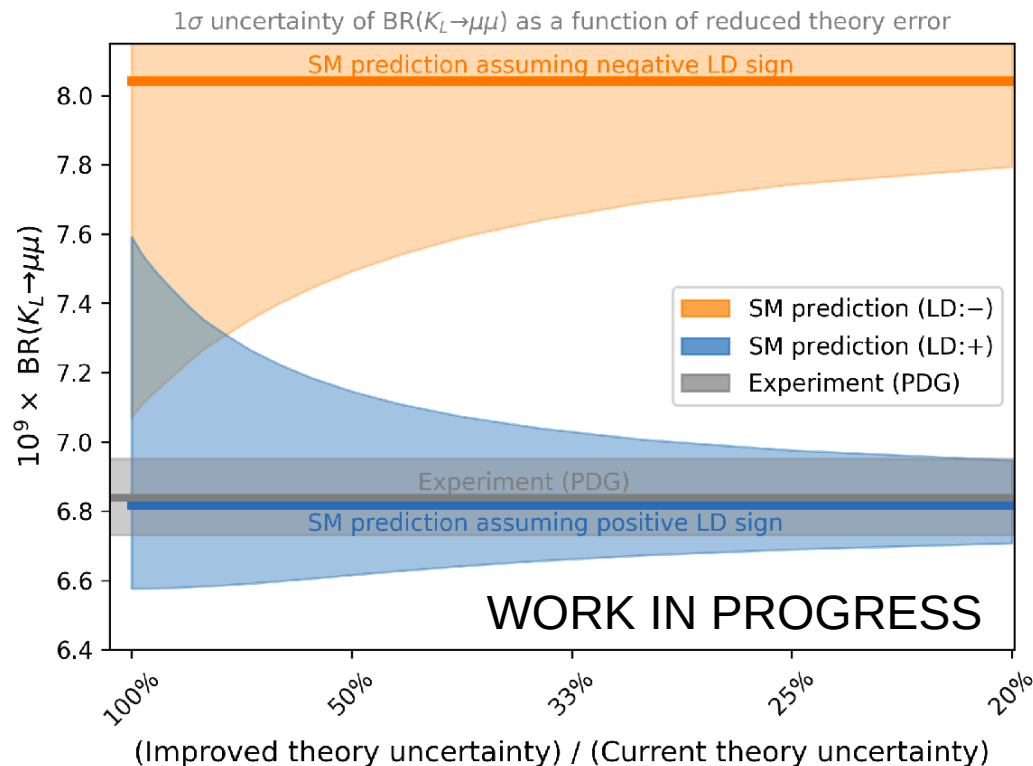 1σ uncertainty of BR(K_L→μμ) as a function of reduced theory error
SM prediction assuming negative LD sign
8.0
7.8
7.6
7.4
7.2
7.0
6.8
6.6
6.4
10⁹ × BR(K_L→μμ)
SM prediction (LD:−)
SM prediction (LD:+)
Experiment (PDG)
Experiment (PDG)
SM prediction assuming positive LD sign
WORK IN PROGRESS
100%
50%
33%
25%
20%
(Improved theory uncertainty) / (Current theory uncertainty)